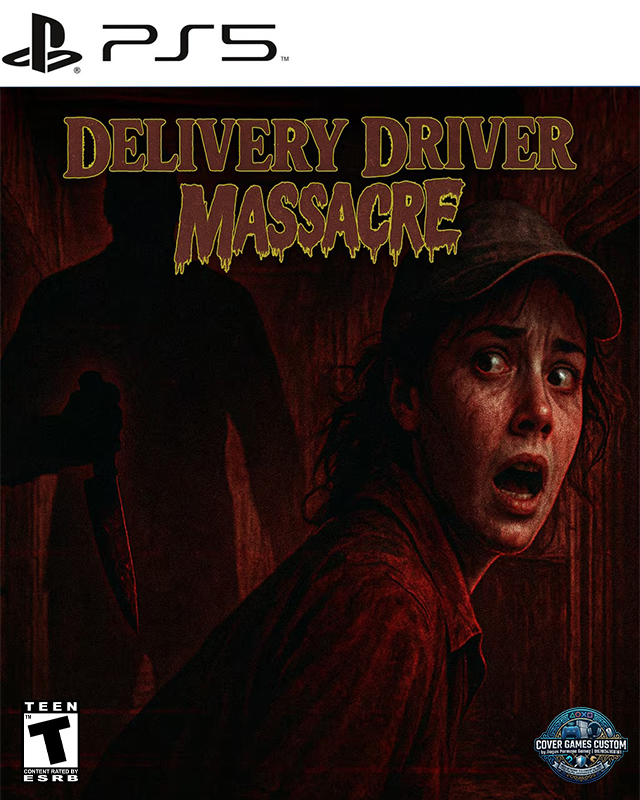 PS5
DELIVERY DRIVER
MASSACRE
TEEN
T
CONTENT RATED BY
ESRB
COVER GAMES CUSTOM